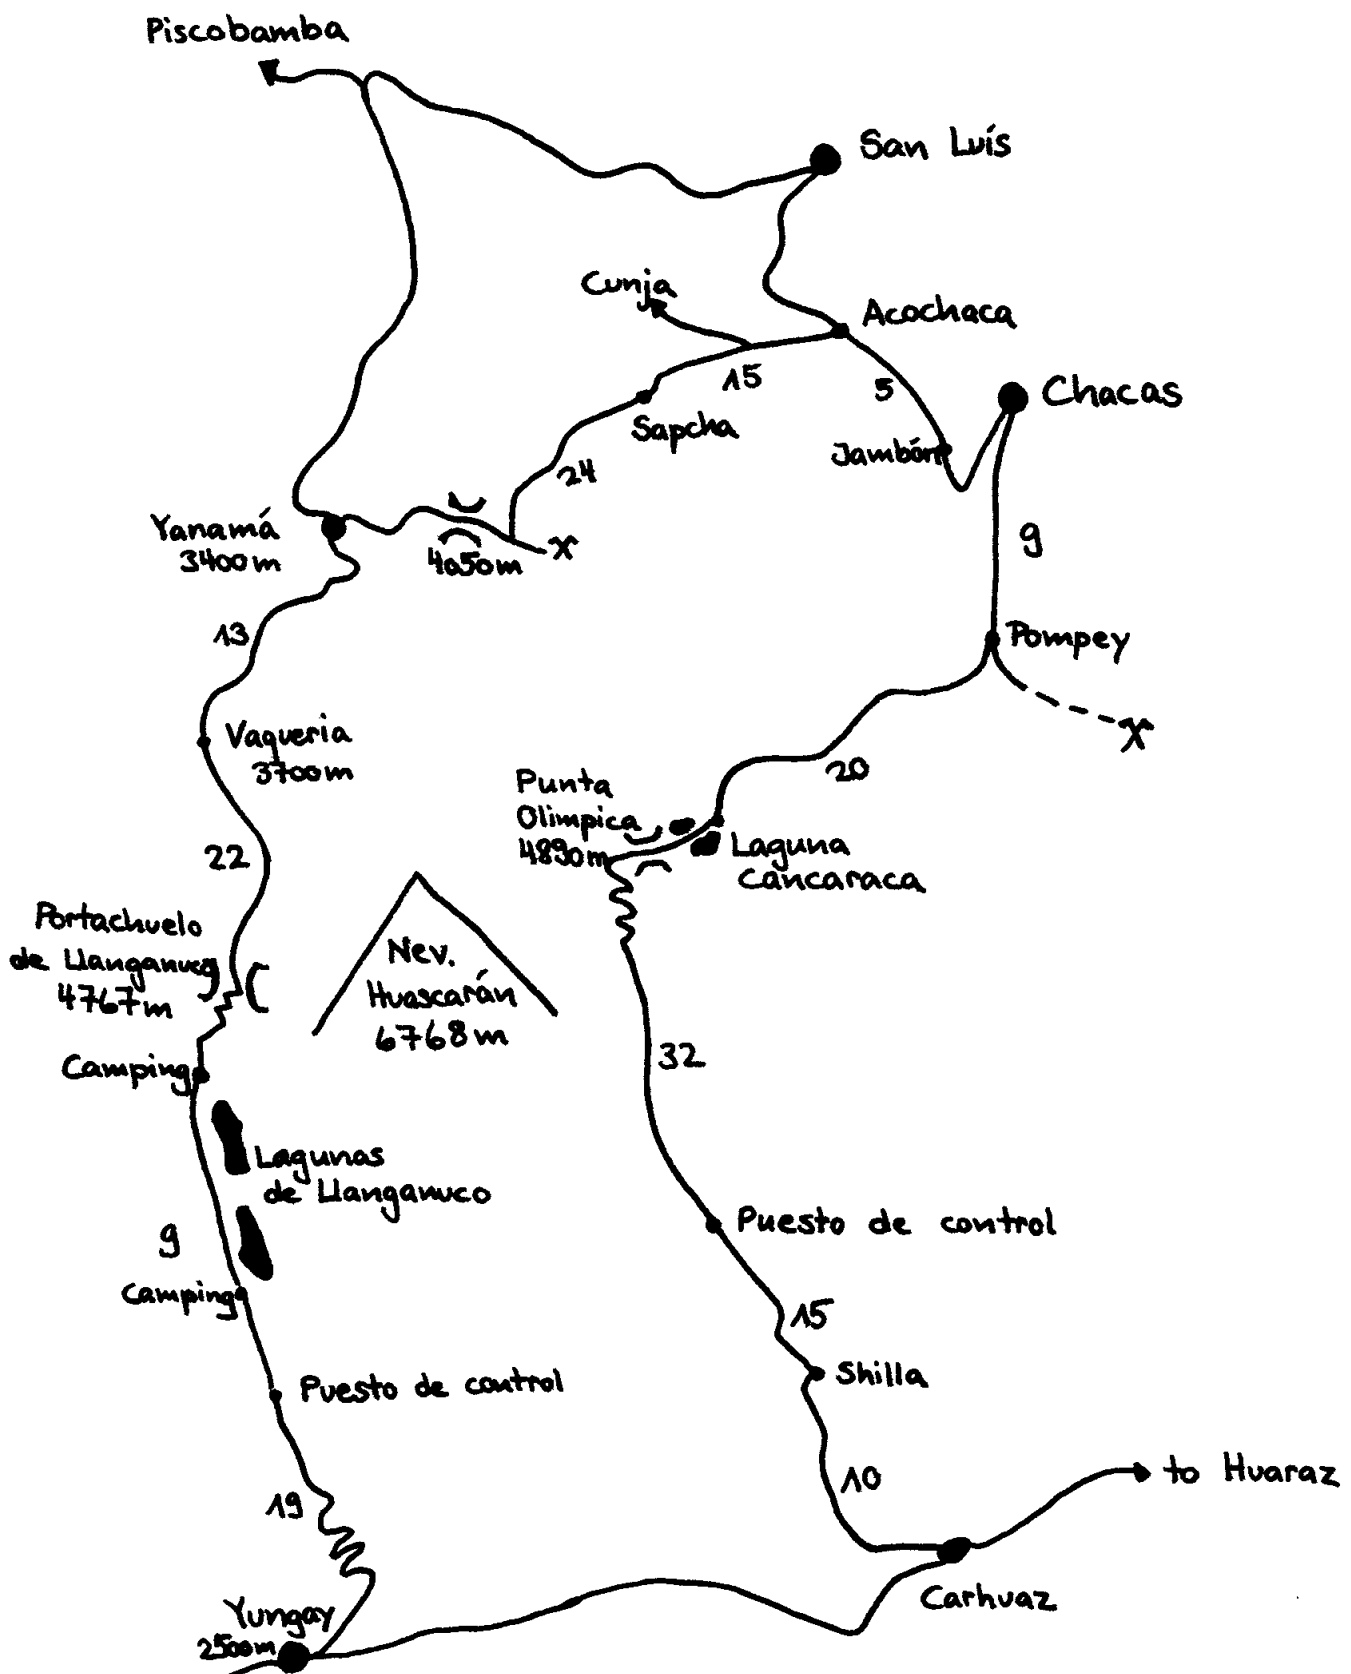 Piscobamba
San Luís
Cunja
Acochaca
15
5
Chacas
Sapcha
Jambón
24
Yanamá
3400m
4050m
X
9
13
Pompey
Vaqueria
3700m
X
20
Punta
Olimpica
4890m
Laguna
Cancaraca
22
Portachuelo
de Llanganuco
4767m
Nev.
Huascarán
6768m
32
Camping
Lagunas
de Llanganuco
9
Camping
Puesto de control
15
Shilla
Puesto de control
10
to Huaraz
19
Carhuaz
Yungay
2500m